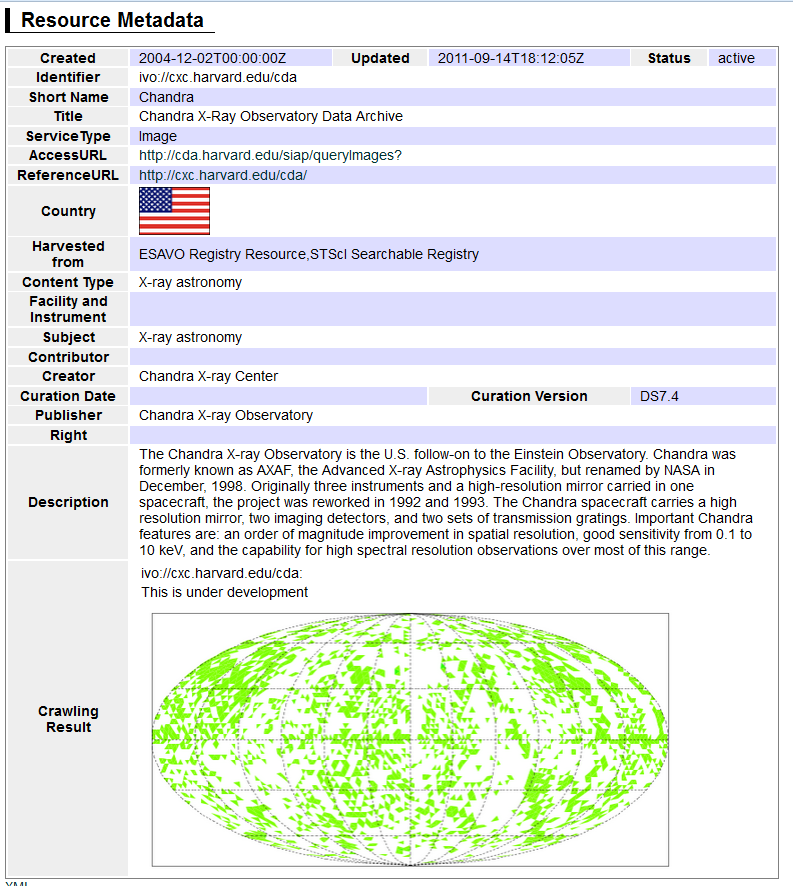 Resource Metadata
Created 2004-12-02T00:00:00Z Updated 2011-09-14T18:12:05Z Status active
Identifier ivo://cxc.harvard.edu/cda
Short Name Chandra
Title Chandra X-Ray Observatory Data Archive
ServiceType Image
AccessURL http://cda.harvard.edu/siap/queryImages?
ReferenceURL http://cxc.harvard.edu/cda/
Country
Harvested
from
ESAVO Registry Resource,STScI Searchable Registry
Content Type X-ray astronomy
Facility and
Instrument
Subject X-ray astronomy
Contributor
Creator Chandra X-ray Center
Curation Date Curation Version DS7.4
Publisher Chandra X-ray Observatory
Right
Description
The Chandra X-ray Observatory is the U.S. follow-on to the Einstein Observatory. Chandra was
formerly known as AXAF, the Advanced X-ray Astrophysics Facility, but renamed by NASA in
December, 1998. Originally three instruments and a high-resolution mirror carried in one
spacecraft, the project was reworked in 1992 and 1993. The Chandra spacecraft carries a high
resolution mirror, two imaging detectors, and two sets of transmission gratings. Important Chandra
features are: an order of magnitude improvement in spatial resolution, good sensitivity from 0.1 to
10 keV, and the capability for high spectral resolution observations over most of this range.
Crawling
Result
ivo://cxc.harvard.edu/cda:
This is under development
XML